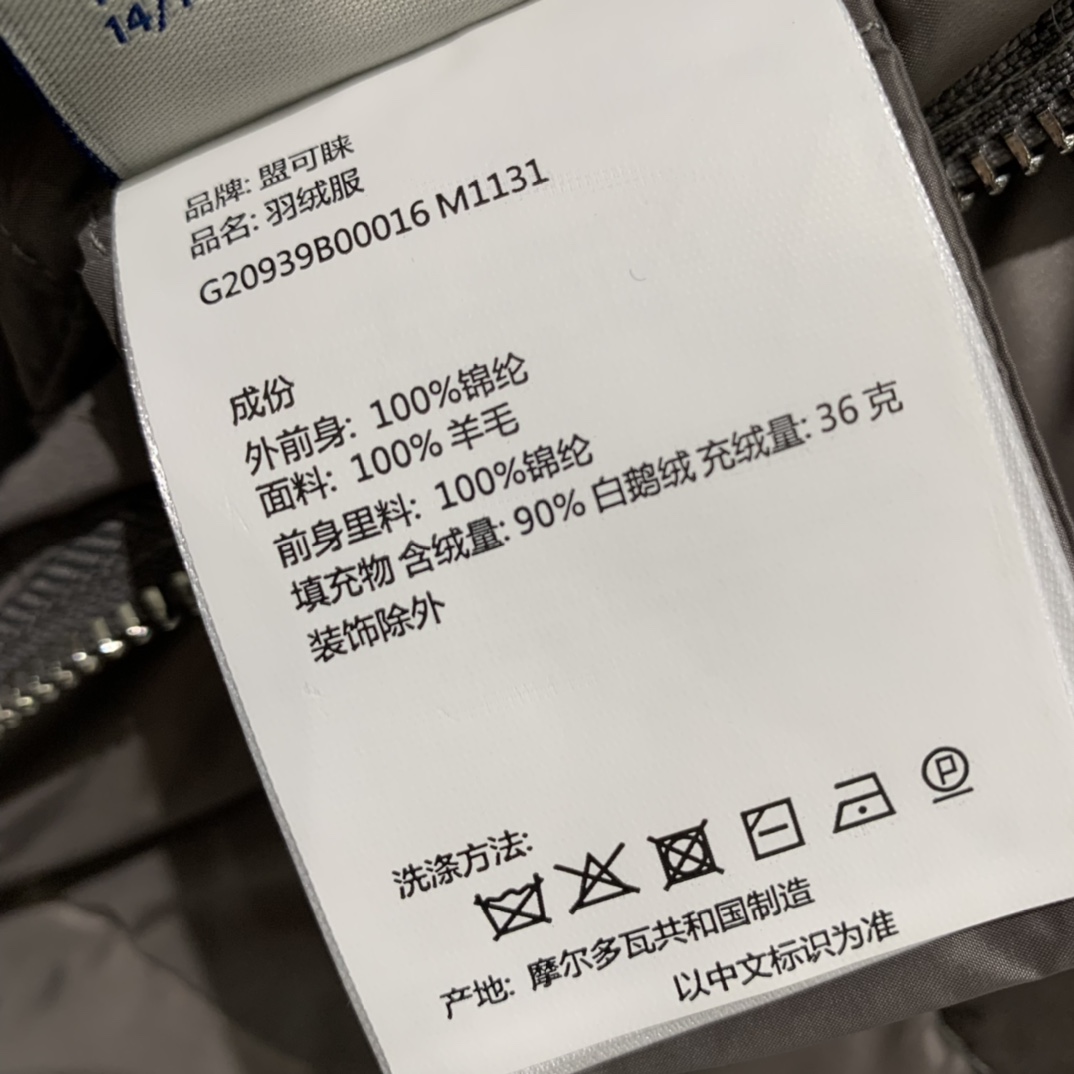 14/
品牌: 盟可睐
品名: 羽绒服
G20939B00016 M1131
成份
外前身: 100%锦纶
面料: 100% 羊毛
前身里料: 100%锦纶
填充物 含绒量: 90% 白鹅绒 充绒量: 36 克
装饰除外
洗涤方法:
P
产地: 摩尔多瓦共和国制造
以中文标识为准